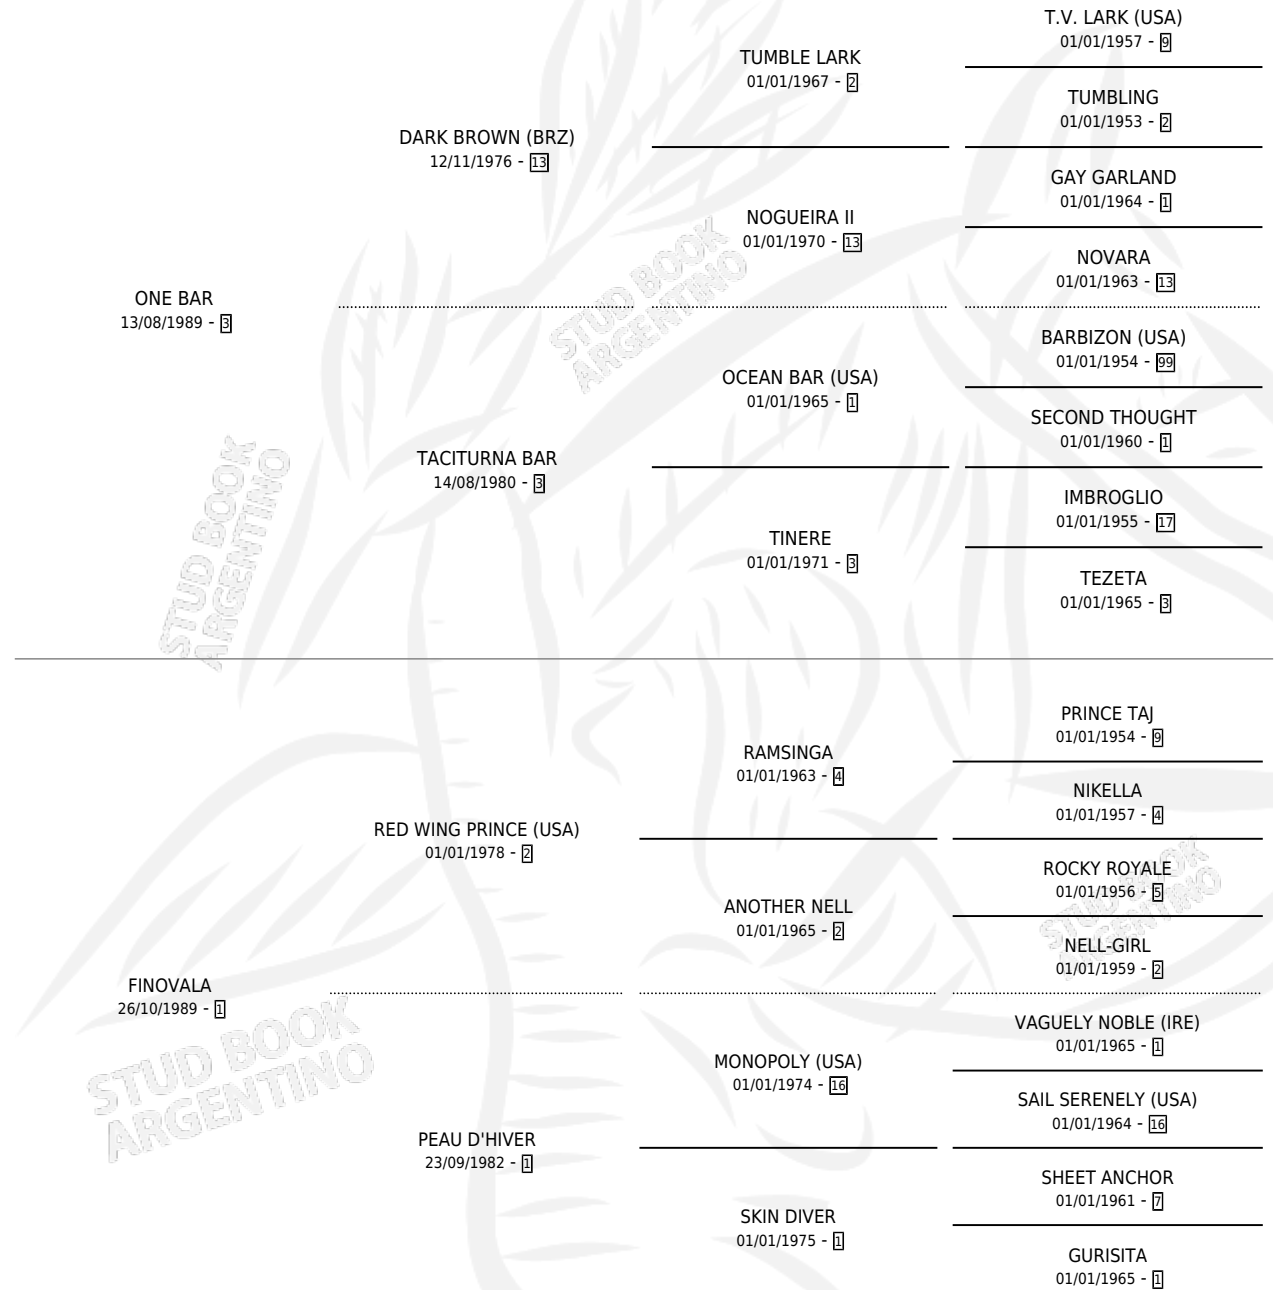 T.V. LARK (USA)
01/01/1957 - 9
TUMBLE LARK
01/01/1967 - 2
TUMBLING
01/01/1953 - 2
DARK BROWN (BRZ)
12/11/1976 - 13
GAY GARLAND
01/01/1964 - 1
NOGUEIRA II
01/01/1970 - 13
NOVARA
01/01/1963 - 13
ONE BAR
13/08/1989 - 3
STUD BOOK
ARGENTINO
BARBIZON (USA)
01/01/1954 - 99
OCEAN BAR (USA)
01/01/1965 - 1
SECOND THOUGHT
01/01/1960 - 1
TACITURNA BAR
14/08/1980 - 3
IMBROGLIO
01/01/1955 - 17
TINERE
01/01/1971 - 3
TEZETA
01/01/1965 - 3
STUD BOOK
ARGENTINO
PRINCE TAJ
01/01/1954 - 9
RAMSINGA
01/01/1963 - 4
NIKELLA
01/01/1957 - 4
RED WING PRINCE (USA)
01/01/1978 - 2
ROCKY ROYALE
01/01/1956 - 5
ANOTHER NELL
01/01/1965 - 2
NELL-GIRL
01/01/1959 - 2
STUD BOOK
ARGENTINO
FINOVALA
26/10/1989 - 1
VAGUELY NOBLE (IRE)
01/01/1965 - 1
MONOPOLY (USA)
01/01/1974 - 16
SAIL SERENELY (USA)
01/01/1964 - 16
PEAU D'HIVER
23/09/1982 - 1
SHEET ANCHOR
01/01/1961 - 7
SKIN DIVER
01/01/1975 - 1
GURISITA
01/01/1965 - 1
STUD BOOK
ARGENTINO